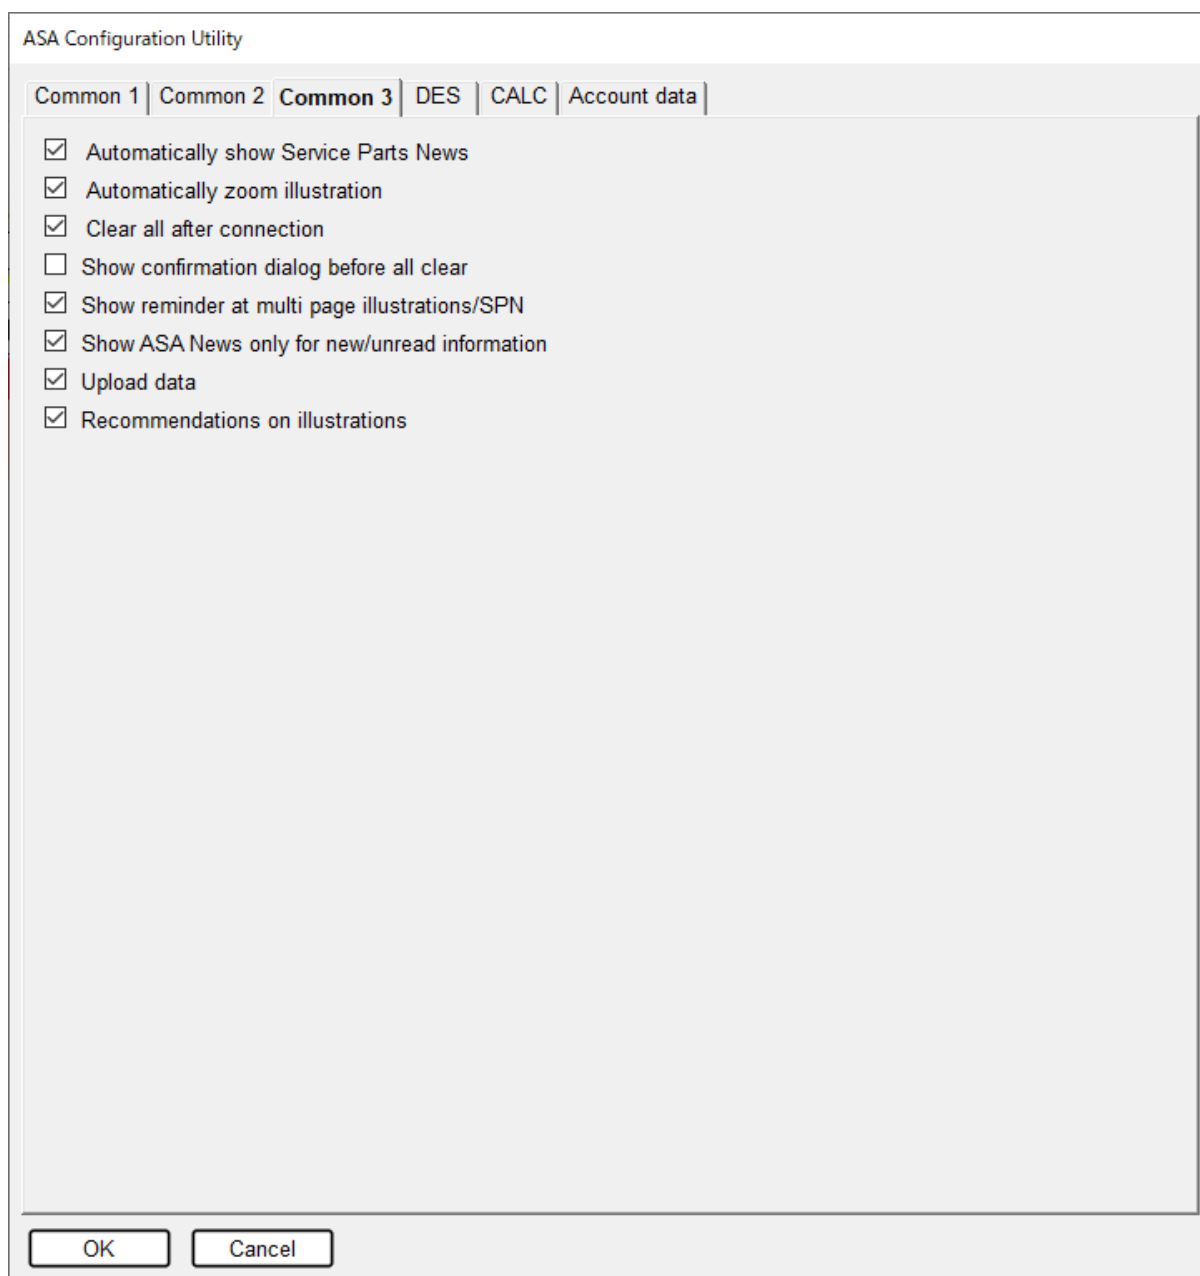 ASA Configuration Utility
Common 1 Common 2 Common 3 DES CALC Account data
Automatically show Service Parts News
Automatically zoom illustration
Clear all after connection
Show confirmation dialog before all clear
Show reminder at multi page illustrations/SPN
Show ASA News only for new/unread information
Upload data
Recommendations on illustrations
OK Cancel